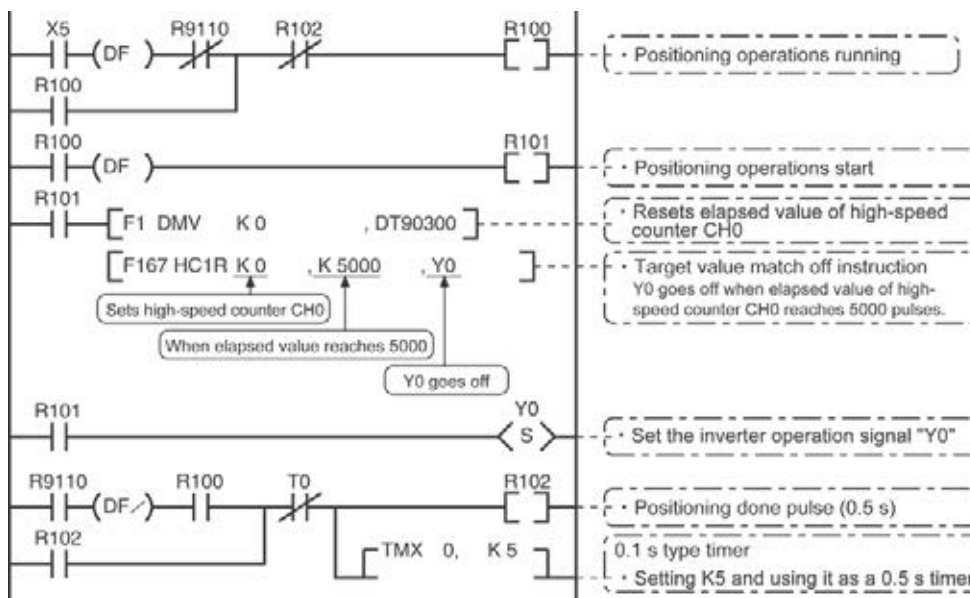 X5 R9110 R102 R100
(DF)
· Positioning operations running
R100
R100 R101
(DF)
· Positioning operations start
R101
F1 DMV K 0 , DT90300
· Resets elapsed value of high-speed
counter CH0
F167 HC1R K 0 , K 5000 , Y0
· Target value match off instruction
Y0 goes off when elapsed value of high-
speed counter CH0 reaches 5000 pulses.
Sets high-speed counter CH0
When elapsed value reaches 5000
Y0 goes off
R101 Y0
S
· Set the inverter operation signal "Y0"
R9110 R100 T0 R102
(DF/)
· Positioning done pulse (0.5 s)
R102
TMX 0, K 5
0.1 s type timer
· Setting K5 and using it as a 0.5 s timer